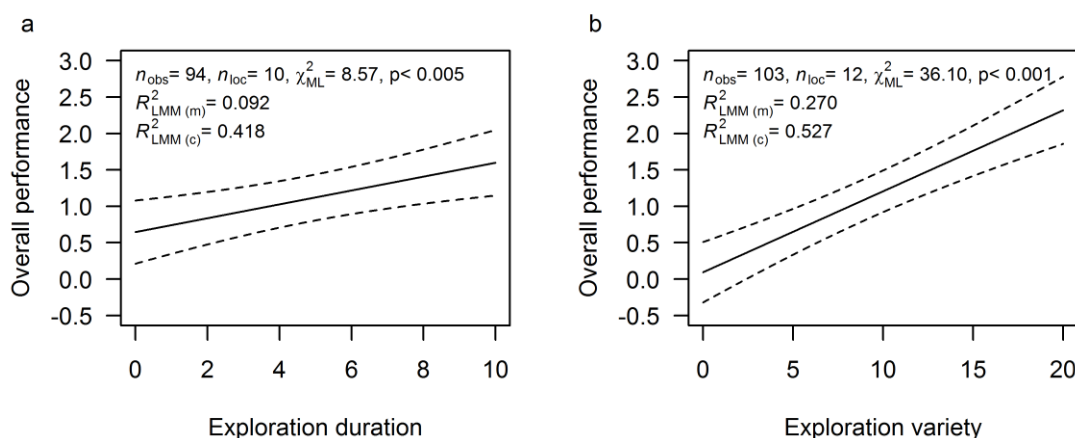 a
n_obs= 94, n_loc= 10, χ²_ML= 8.57, p< 0.005
R²_LMM (m)= 0.092
R²_LMM (c)= 0.418
Overall performance
3.0
2.5
2.0
1.5
1.0
0.5
0.0
-0.5
0 2 4 6 8 10
Exploration duration
b
n_obs= 103, n_loc= 12, χ²_ML= 36.10, p< 0.001
R²_LMM (m)= 0.270
R²_LMM (c)= 0.527
Overall performance
3.0
2.5
2.0
1.5
1.0
0.5
0.0
-0.5
0 5 10 15 20
Exploration variety